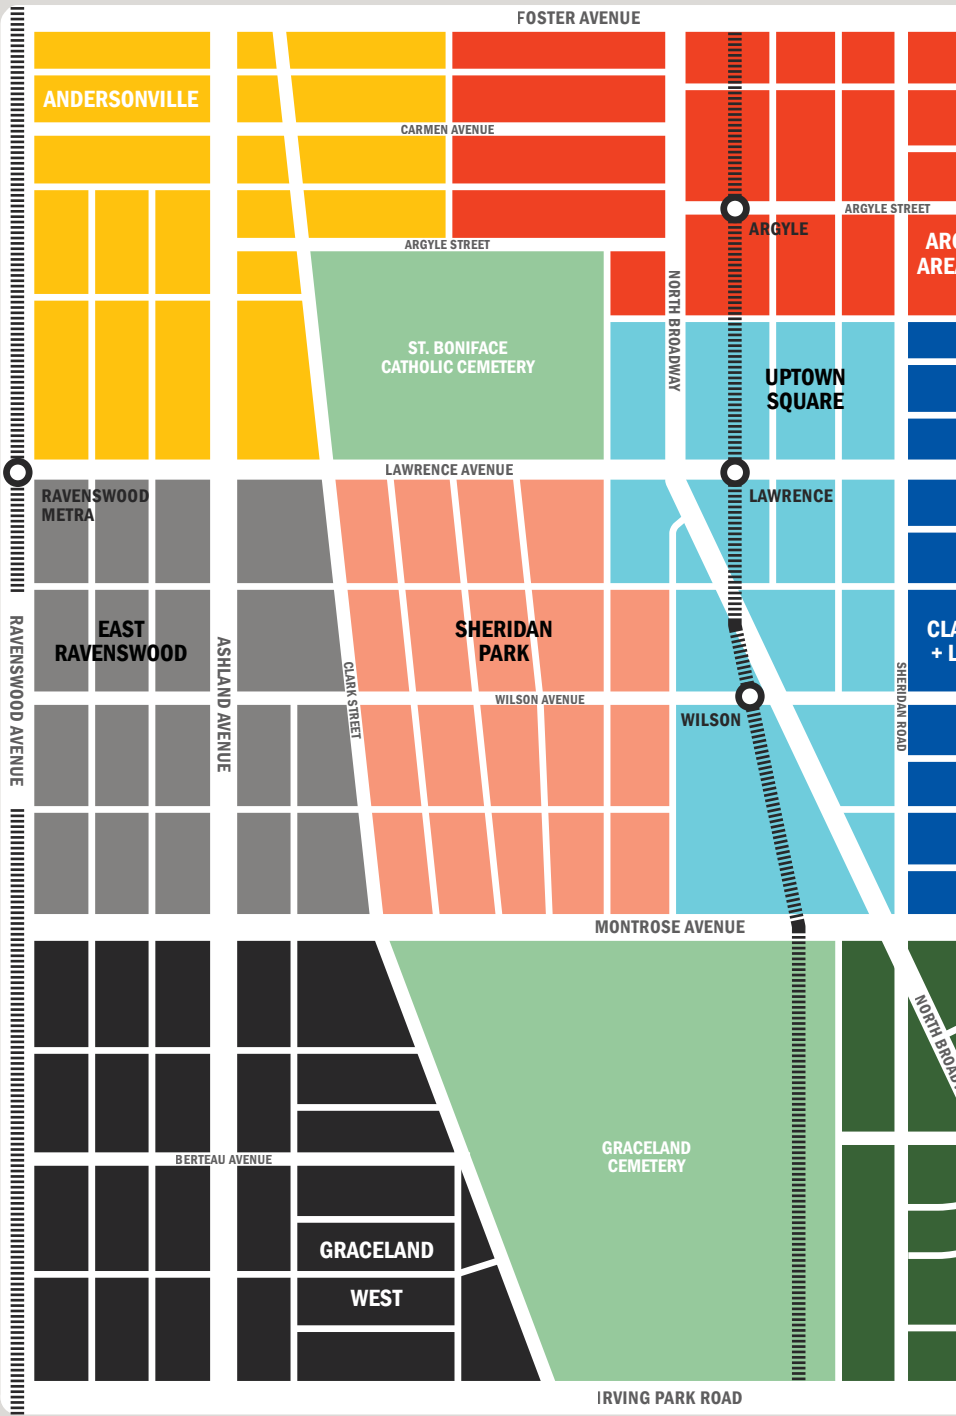 FOSTER AVENUE
ANDERSONVILLE
CARMEN AVENUE
ARGYLE STREET
ARGYLE
ARGYLE STREET
NORTH BROADWAY
ST. BONIFACE
CATHOLIC CEMETERY
UPTOWN
SQUARE
LAWRENCE AVENUE
RAVENSWOOD
METRA
LAWRENCE
EAST
RAVENSWOOD
SHERIDAN
PARK
RAVENSWOOD AVENUE
ASHLAND AVENUE
CLARK STREET
WILSON AVENUE
WILSON
SHERIDAN ROAD
MONTROSE AVENUE
NORTH
BERTEAU AVENUE
GRACELAND
CEMETERY
GRACELAND
WEST
IRVING PARK ROAD